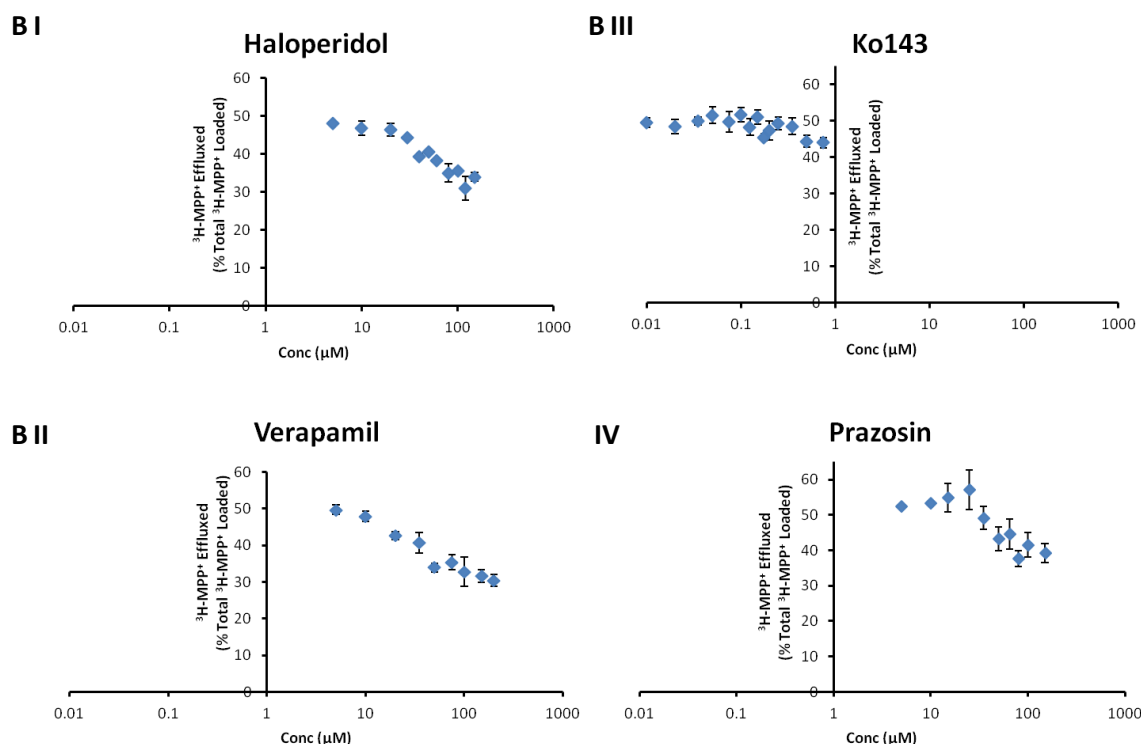 B I
Haloperidol
³H-MPP⁺ Effluxed
(% Total ³H-MPP⁺ Loaded)
60
50
40
30
20
10
0
0.01 0.1 1 10 100 1000
Conc (µM)
B III
Ko143
³H-MPP⁺ Effluxed
(% Total ³H-MPP⁺ Loaded)
60
50
40
30
20
10
0
0.01 0.1 1 10 100 1000
Conc (µM)
B II
Verapamil
³H-MPP⁺ Effluxed
(% Total ³H-MPP⁺ Loaded)
60
50
40
30
20
10
0
0.01 0.1 1 10 100 1000
Conc (µM)
IV
Prazosin
³H-MPP⁺ Effluxed
(% Total ³H-MPP⁺ Loaded)
60
50
40
30
20
10
0
0.01 0.1 1 10 100 1000
Conc (µM)